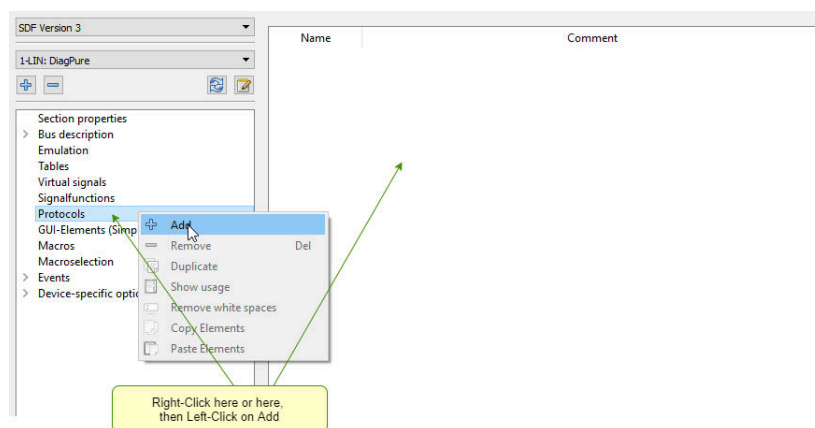 SDF Version 3
Name
Comment
1-LIN: DiagPure
Section properties
Bus description
Emulation
Tables
Virtual signals
Signalfunctions
Protocols
GUI-Elements (Simp
Macros
Macroselection
Events
Device-specific optic
Add
Remove Del
Duplicate
Show usage
Remove white spaces
Copy Elements
Paste Elements
Right-Click here or here,
then Left-Click on Add